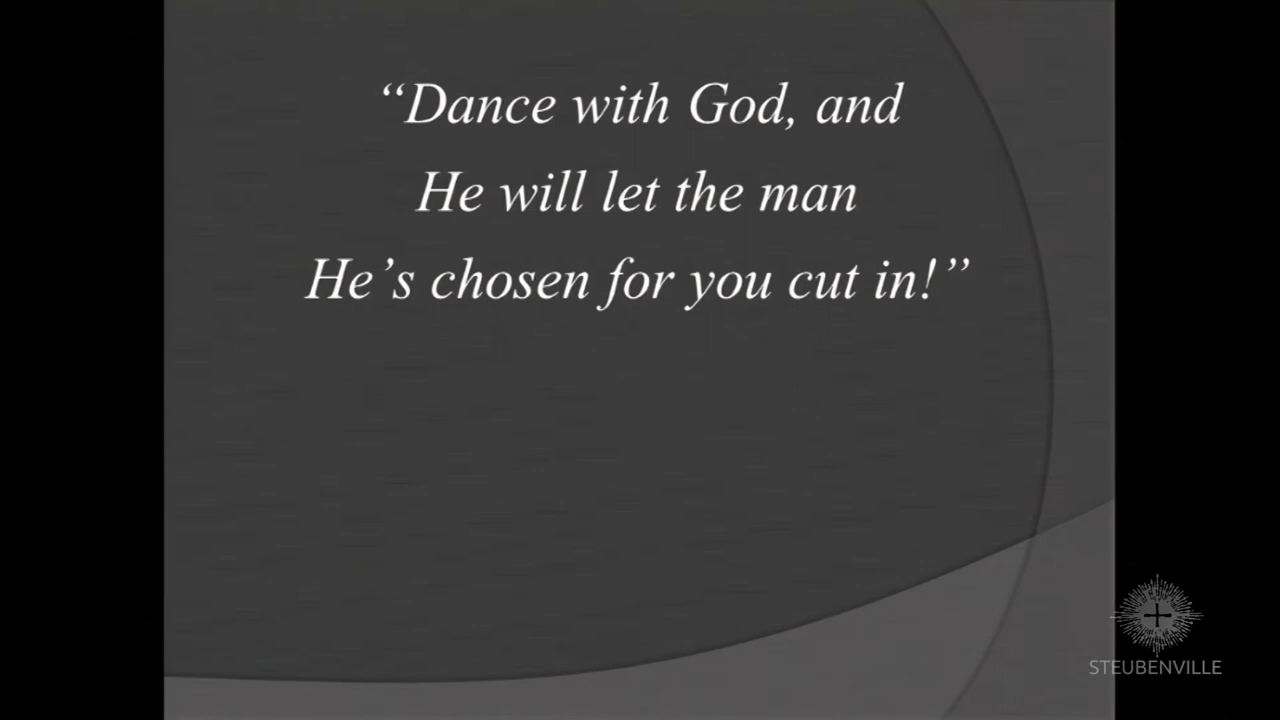 “Dance with God, and
He will let the man
He’s chosen for you cut in!”
STEUBENVILLE